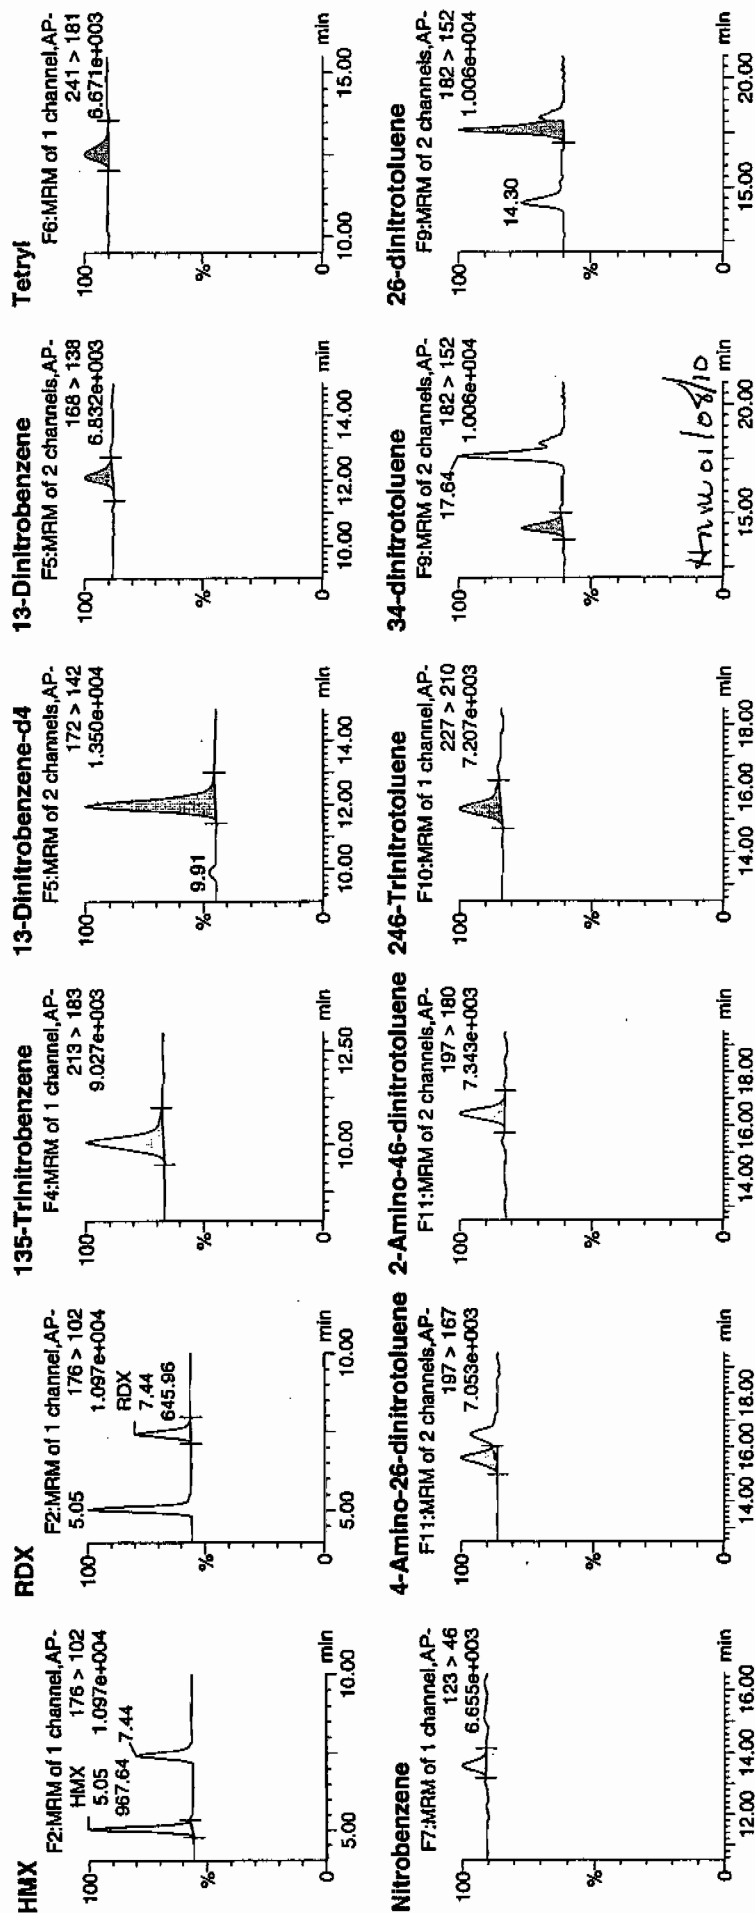 HMX
F2:MRM of 1 channel,AP-
176 > 102
1.097e+004
HMX
5.05
967.64
7.44
100
%
0
5.00
10.00
min
RDX
F2:MRM of 1 channel,AP-
176 > 102
1.097e+004
5.05
RDX
7.44
645.96
100
%
0
5.00
10.00
min
135-Trinitrobenzene
F4:MRM of 1 channel,AP-
213 > 183
9.027e+003
100
%
0
10.00
12.50
min
13-Dinitrobenzene-d4
F5:MRM of 2 channels,AP-
172 > 142
1.350e+004
9.91
100
%
0
10.00
12.00
14.00
min
13-Dinitrobenzene
F5:MRM of 2 channels,AP-
168 > 138
6.832e+003
100
%
0
10.00
12.00
14.00
min
Tetryl
F6:MRM of 1 channel,AP-
241 > 181
6.671e+003
100
%
0
10.00
15.00
min
Nitrobenzene
F7:MRM of 1 channel,AP-
123 > 46
6.655e+003
100
%
0
12.00
14.00
16.00
min
4-Amino-26-dinitrotoluene
F11:MRM of 2 channels,AP-
197 > 167
7.053e+003
100
%
0
14.00
16.00
18.00
min
2-Amino-46-dinitrotoluene
F11:MRM of 2 channels,AP-
197 > 180
7.343e+003
100
%
0
14.00
16.00
18.00
min
246-Trinitrotoluene
F10:MRM of 1 channel,AP-
227 > 210
7.207e+003
100
%
0
14.00
16.00
18.00
min
34-dinitrotoluene
F9:MRM of 2 channels,AP-
182 > 152
1.006e+004
17.64
100
%
0
15.00
20.00
min
01/08/10
26-dinitrotoluene
F9:MRM of 2 channels,AP-
182 > 152
1.006e+004
14.30
100
%
0
15.00
20.00
min